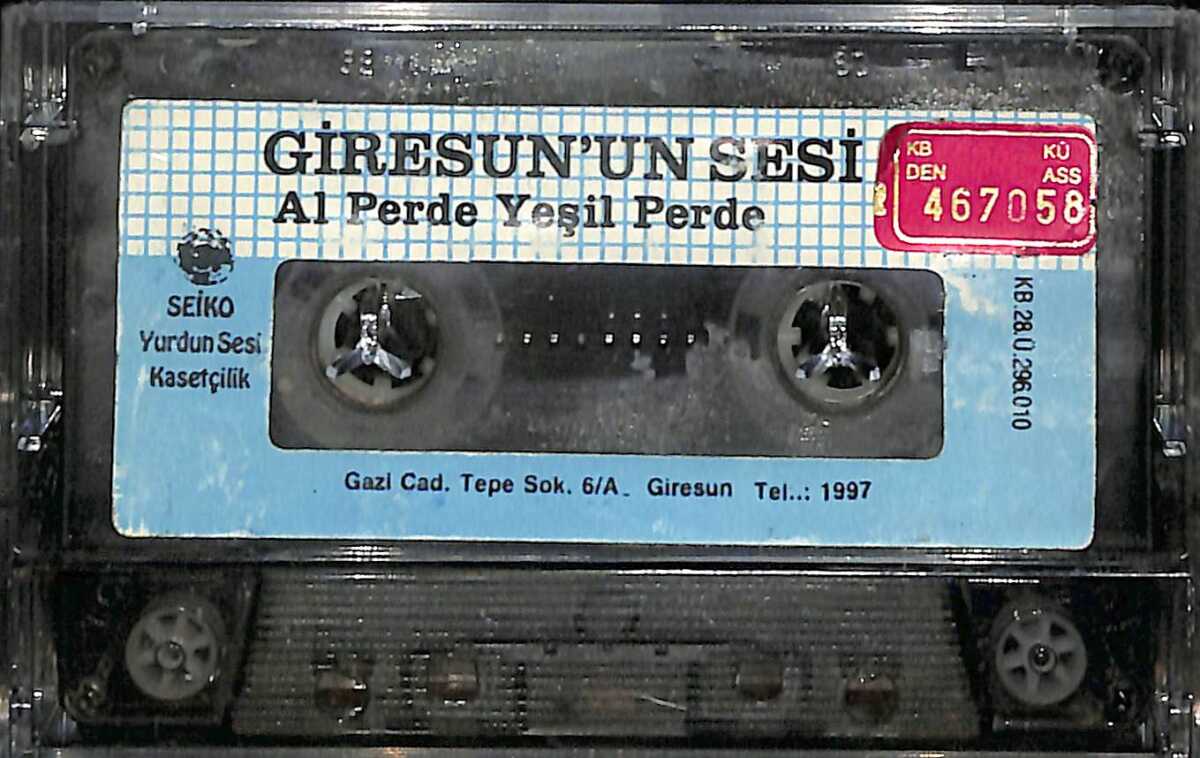 GİRESUN'UN SESİ
Al Perde Yeşil Perde
KB KÜ
DEN ASS
467058
SEİKO
Yurdun Sesi
Kasetçilik
KB.28.Ü.296.010
Gazi Cad. Tepe Sok. 6/A_ Giresun Tel..: 1997